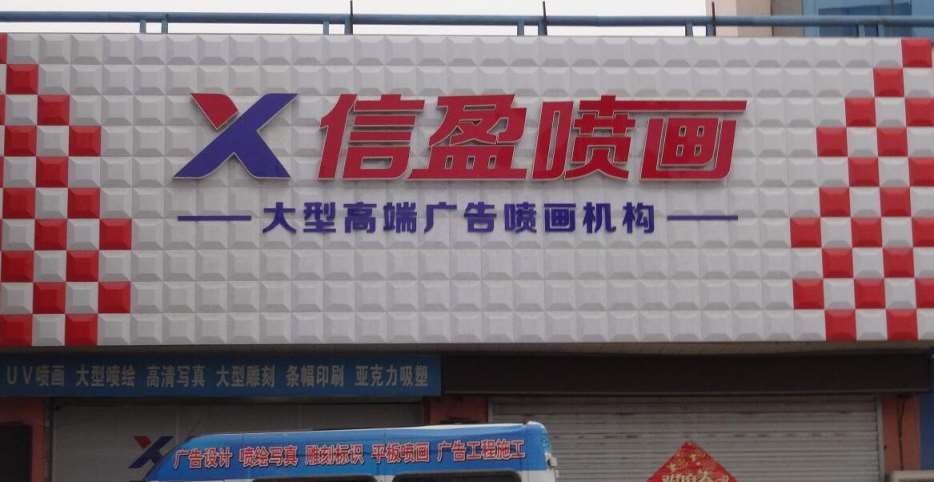 信盈喷画
大型高端广告喷画机构
UV喷画 大型喷绘 高清写真 大型雕刻 条幅印刷 亚克力吸塑
广告设计 喷绘写真 雕刻标识 平板喷画 广告工程施工